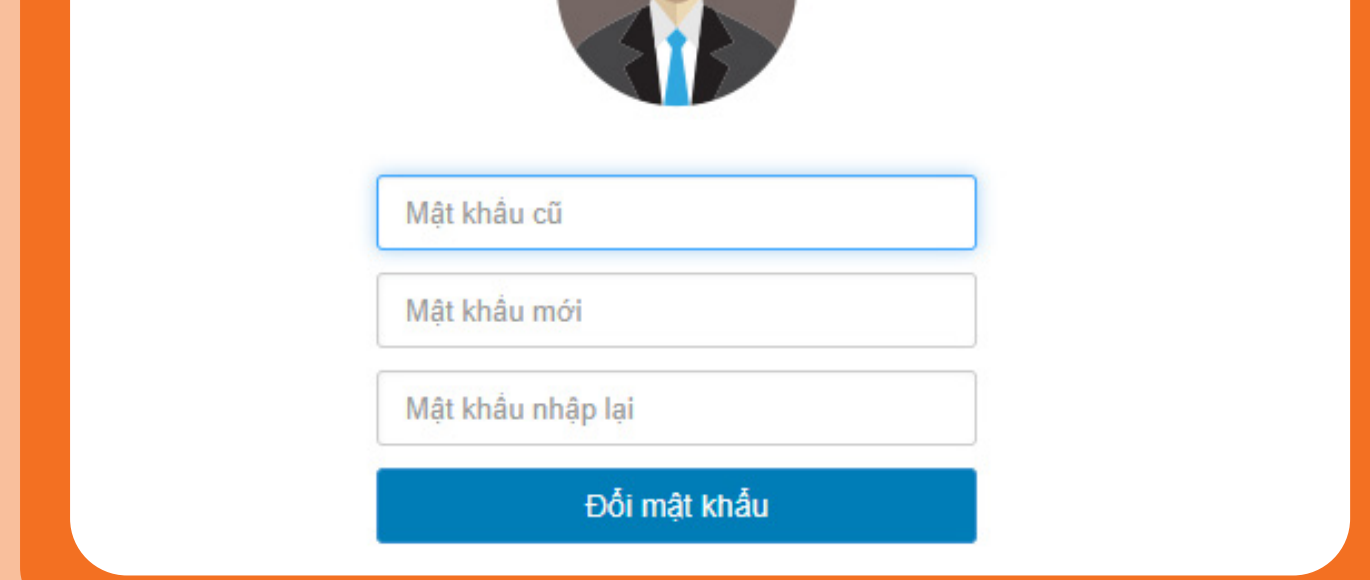 Mật khẩu cũ
Mật khẩu mới
Mật khẩu nhập lại
Đổi mật khẩu